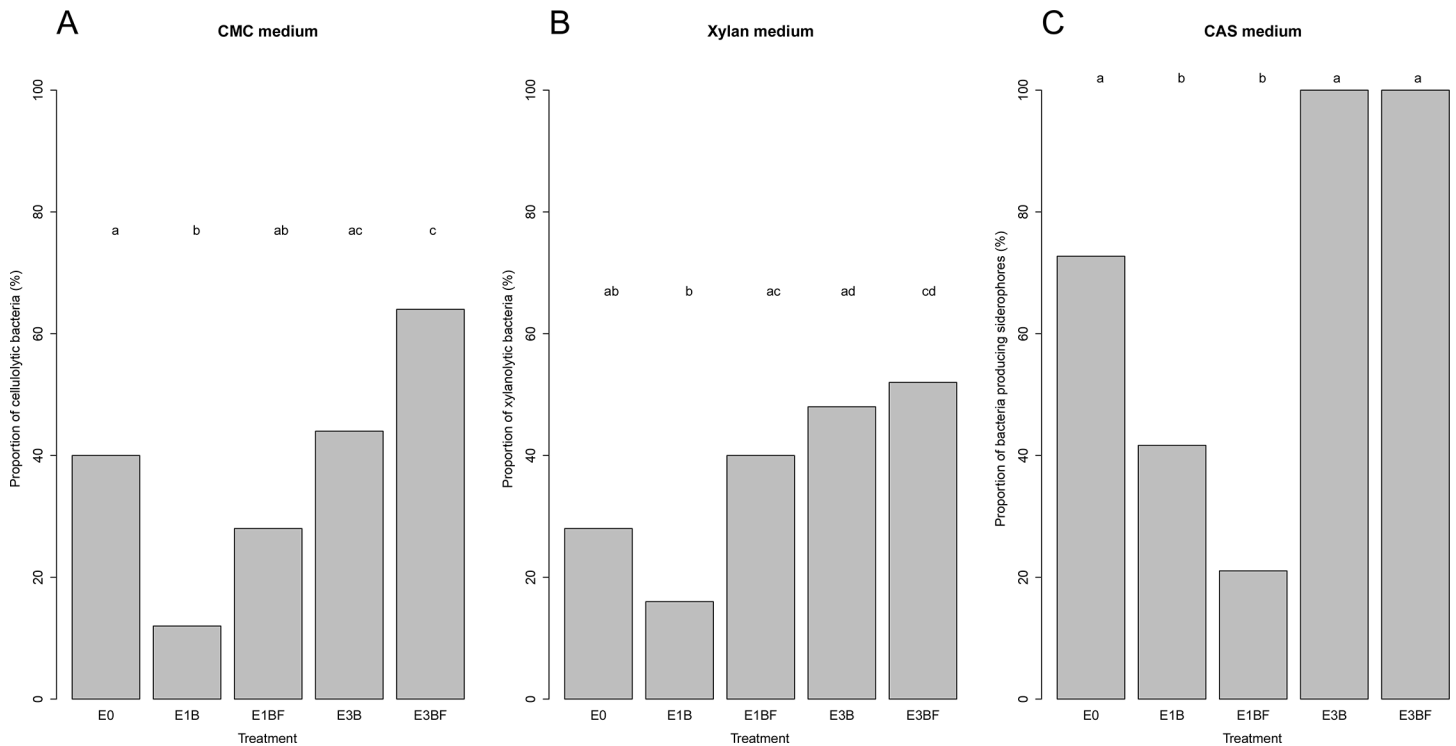 A
CMC medium
Proportion of cellulolytic bacteria (%)
100
80
60
40
20
0
a b ab ac c
E0 E1B E1BF E3B E3BF
Treatment
B
Xylan medium
Proportion of xylanolytic bacteria (%)
100
80
60
40
20
0
ab b ac ad cd
E0 E1B E1BF E3B E3BF
Treatment
C
CAS medium
Proportion of bacteria producing siderophores (%)
100
80
60
40
20
0
a b b a a
E0 E1B E1BF E3B E3BF
Treatment